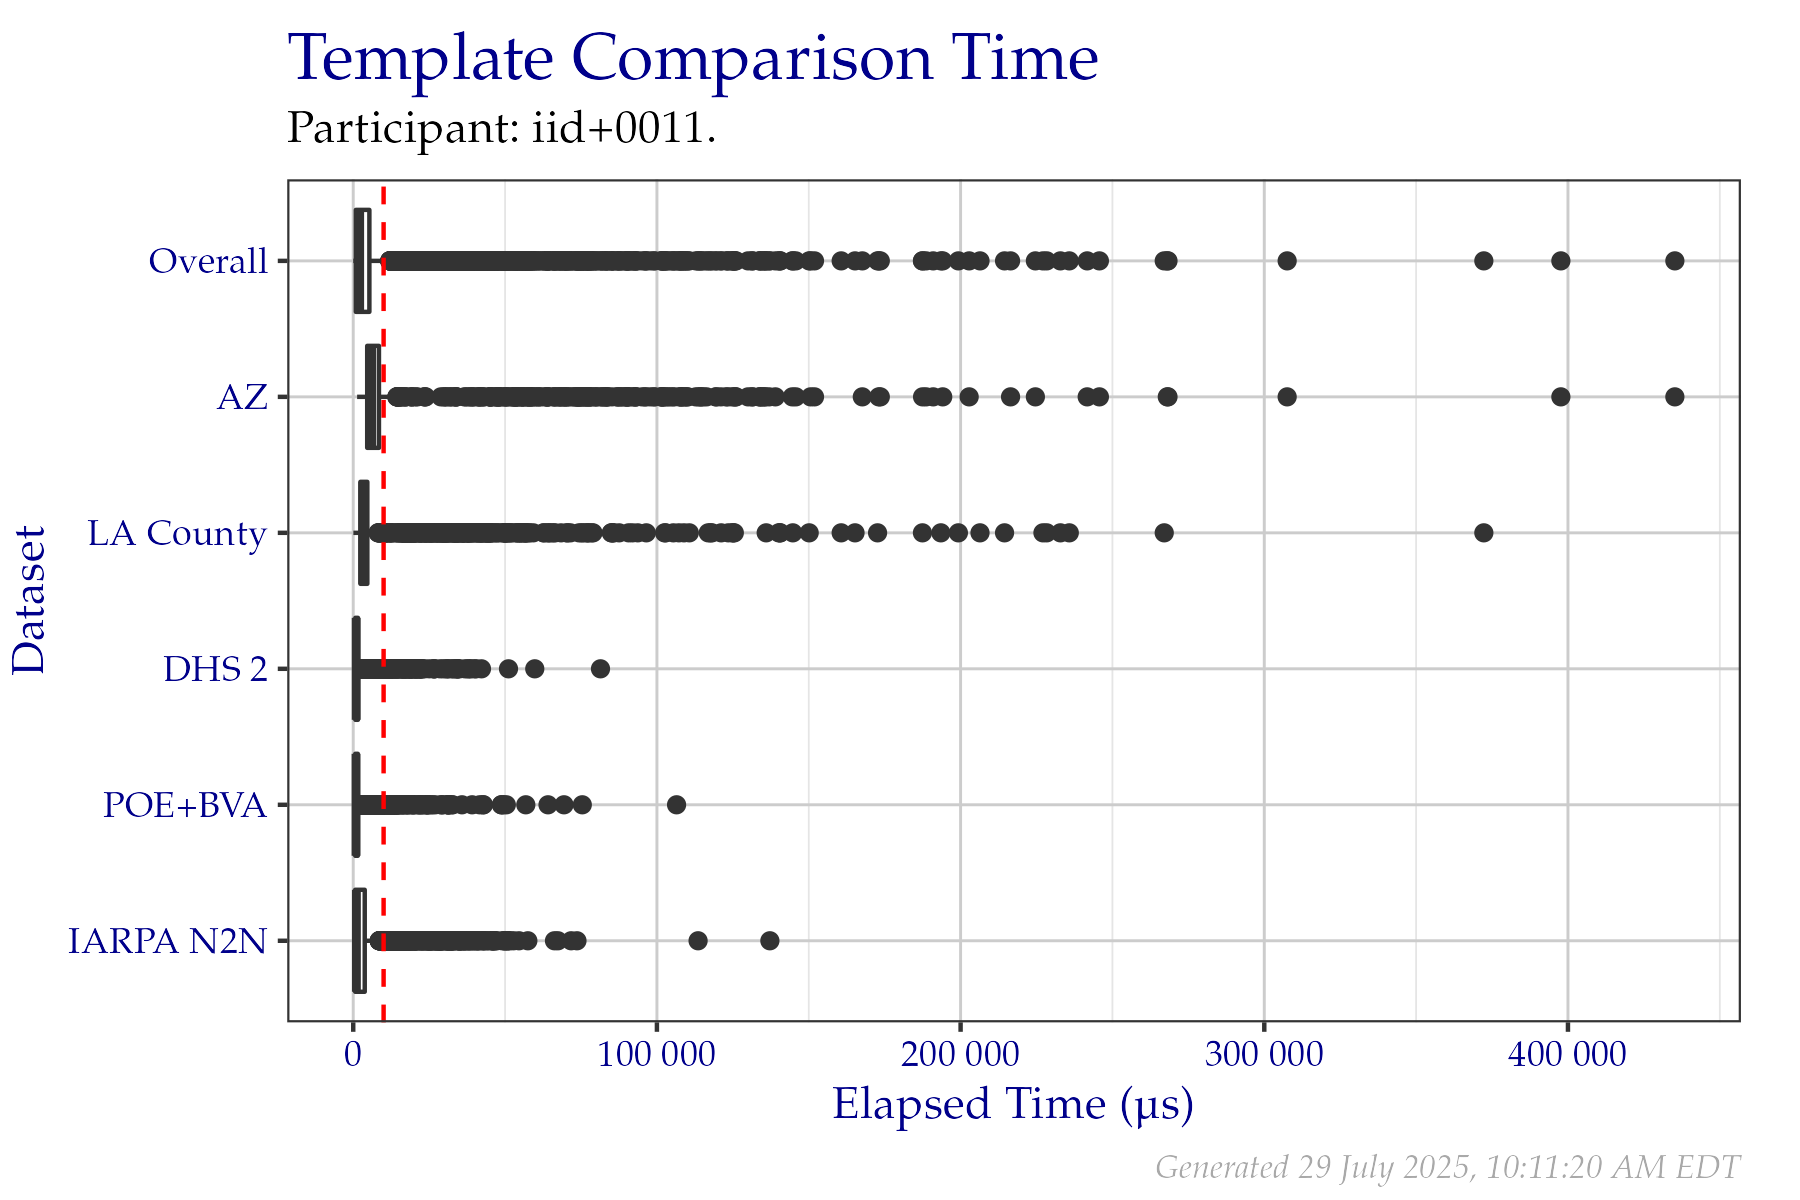 Template Comparison Time
Participant: iid+0011.
Dataset
Overall
AZ
LA County
DHS 2
POE+BVA
IARPA N2N
0 100 000 200 000 300 000 400 000
Elapsed Time (µs)
Generated 29 July 2025, 10:11:20 AM EDT